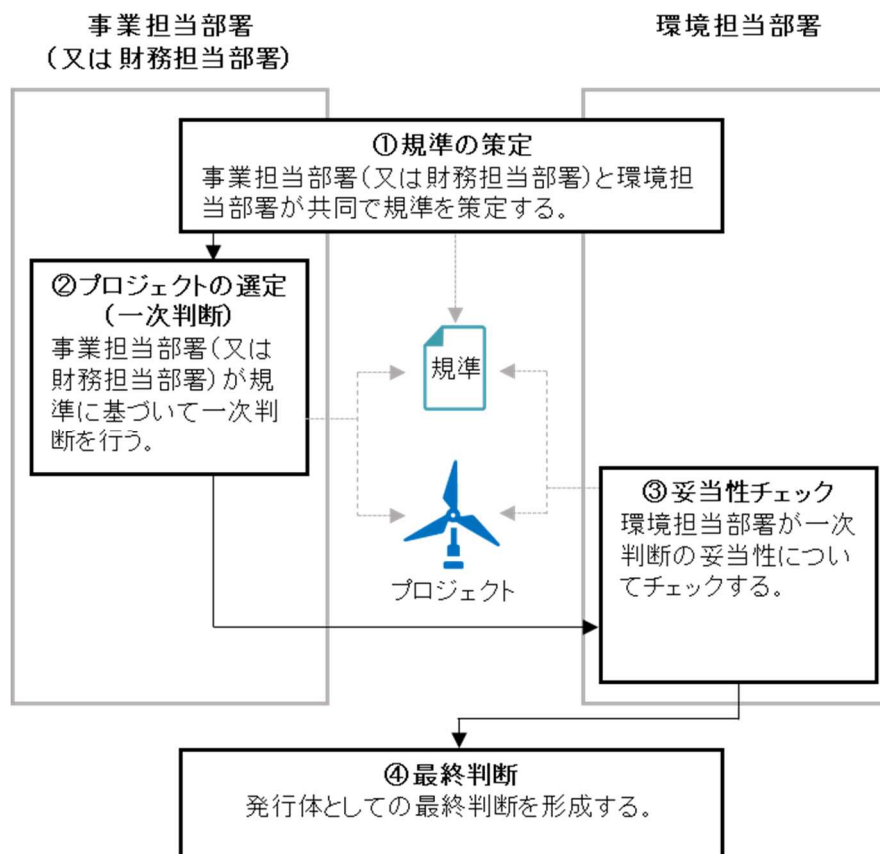 事業担当部署
(又は財務担当部署)
環境担当部署
①規準の策定
事業担当部署(又は財務担当部署)と環境担
当部署が共同で規準を策定する。
②プロジェクトの選定
(一次判断)
事業担当部署(又は
財務担当部署)が規
準に基づいて一次判
断を行う。
規準
プロジェクト
③妥当性チェック
環境担当部署が一次
判断の妥当性につい
てチェックする。
④最終判断
発行体としての最終判断を形成する。